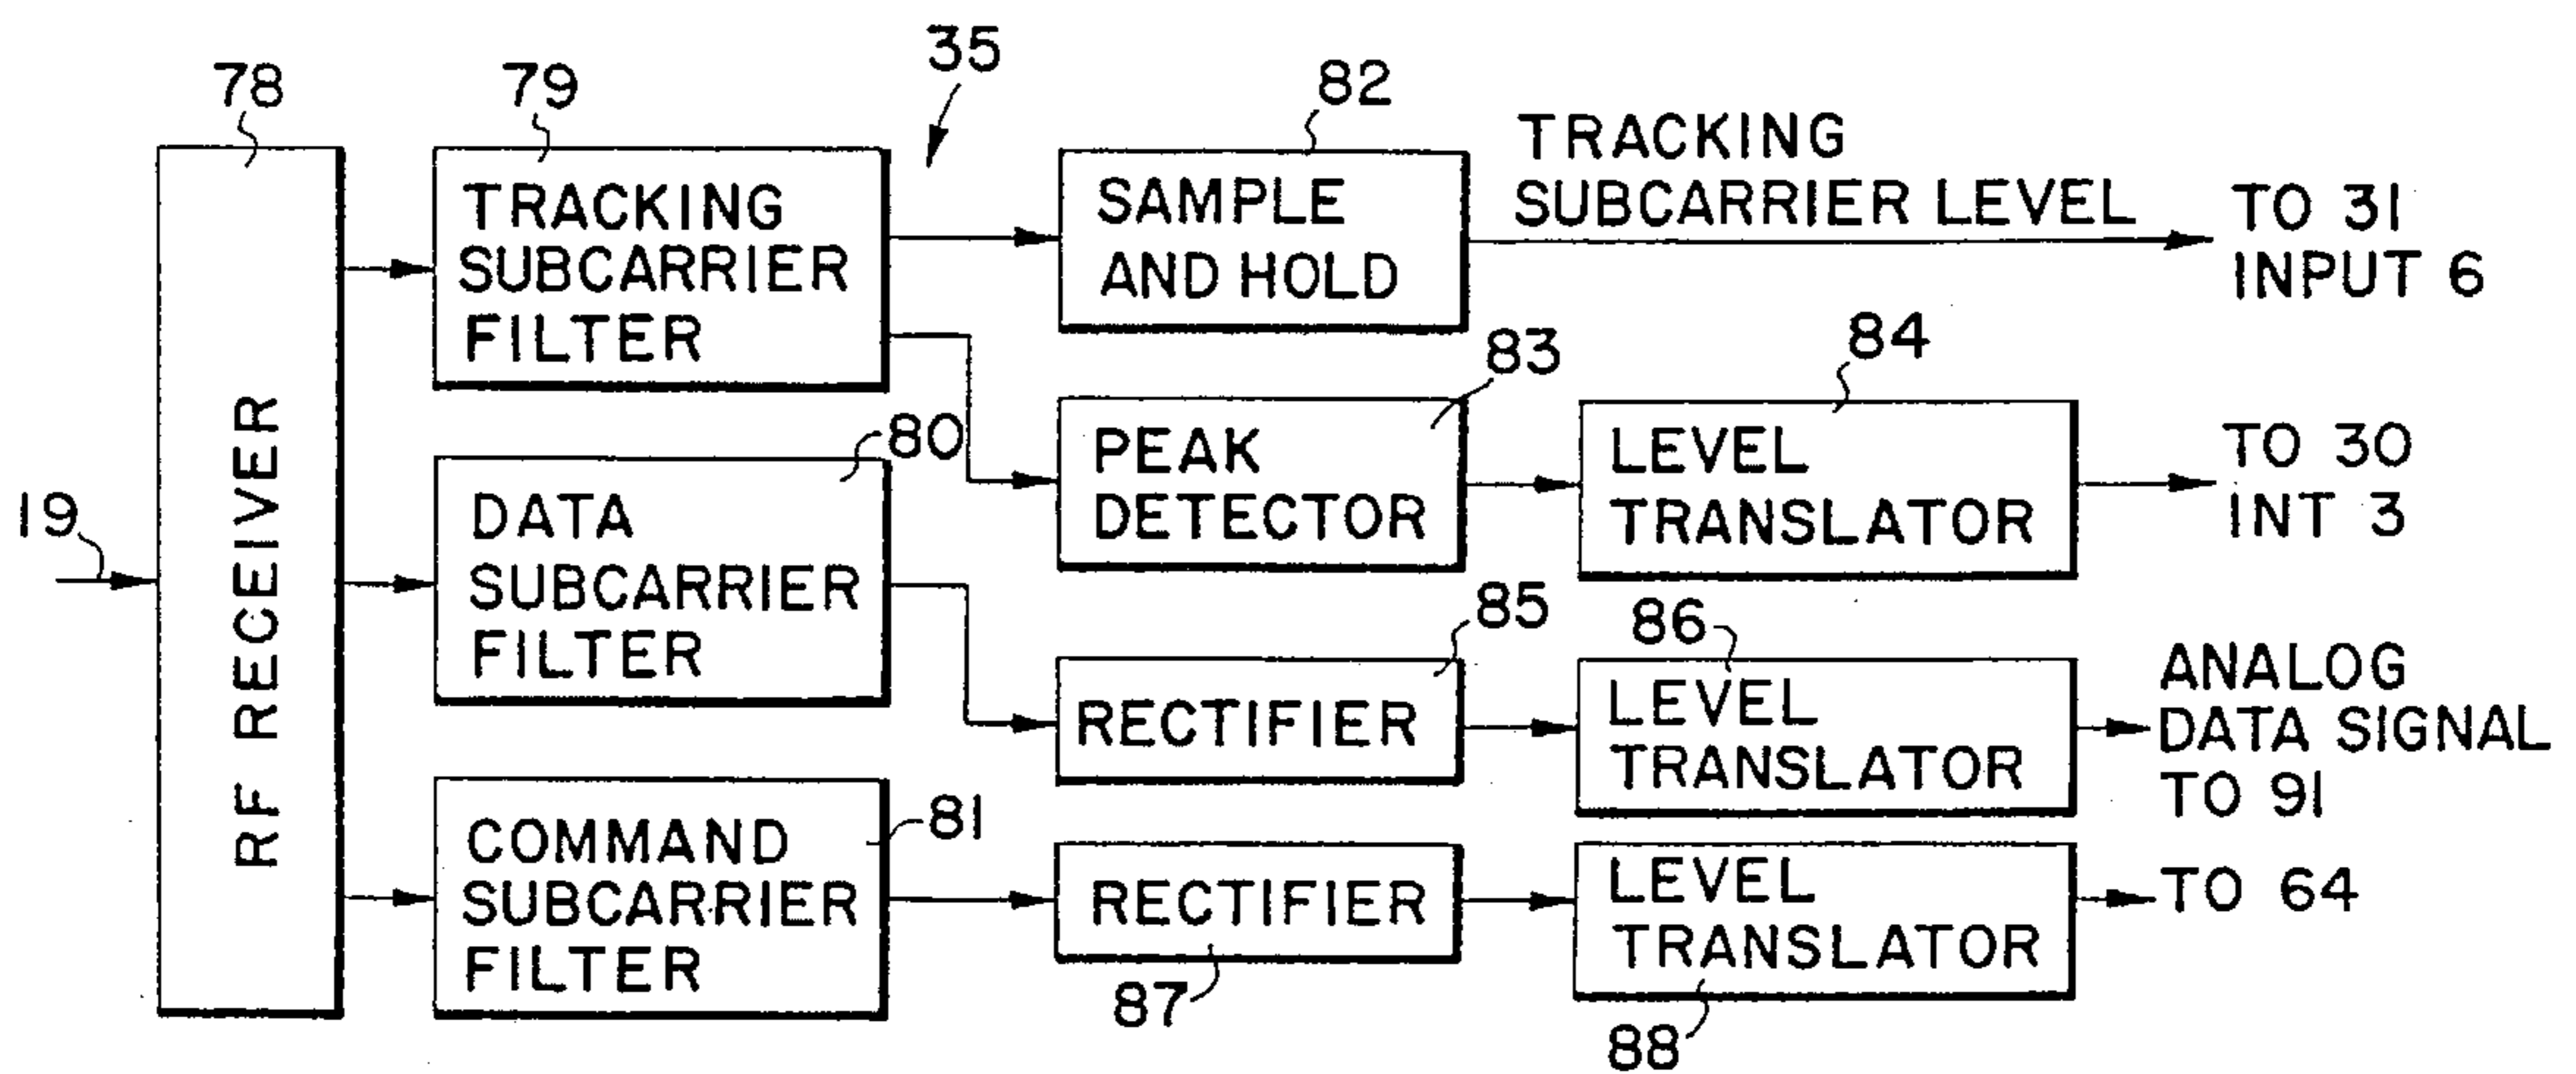 35
78
79
82
TRACKING
SUBCARRIER LEVEL
TO 31
INPUT 6
TRACKING
SUBCARRIER
FILTER
SAMPLE
AND HOLD
83
84
RF RECEIVER
19
80
DATA
SUBCARRIER
FILTER
PEAK
DETECTOR
LEVEL
TRANSLATOR
TO 30
INT 3
85
86
RECTIFIER
LEVEL
TRANSLATOR
ANALOG
DATA SIGNAL
TO 91
81
COMMAND
SUBCARRIER
FILTER
RECTIFIER
87
LEVEL
TRANSLATOR
88
TO 64